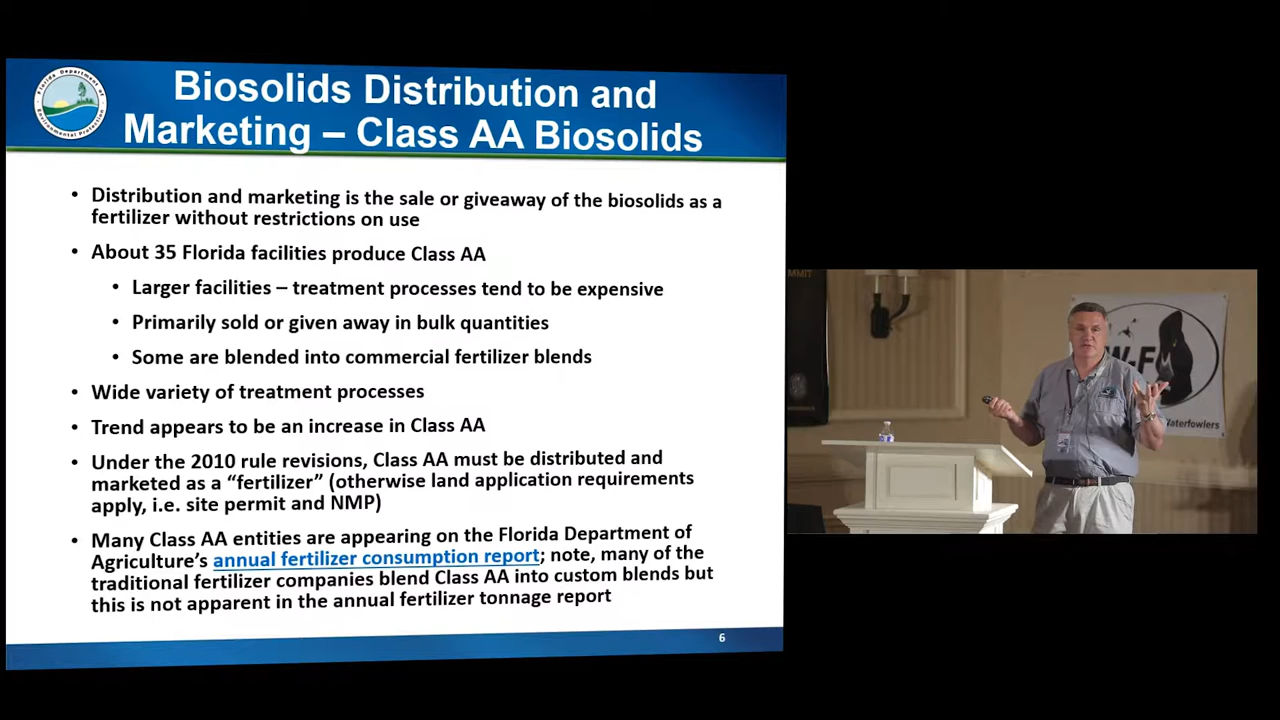 Florida Department of
Environmental Protection
Biosolids Distribution and
Marketing – Class AA Biosolids
• Distribution and marketing is the sale or giveaway of the biosolids as a
fertilizer without restrictions on use
• About 35 Florida facilities produce Class AA
• Larger facilities – treatment processes tend to be expensive
• Primarily sold or given away in bulk quantities
• Some are blended into commercial fertilizer blends
• Wide variety of treatment processes
• Trend appears to be an increase in Class AA
• Under the 2010 rule revisions, Class AA must be distributed and
marketed as a “fertilizer” (otherwise land application requirements
apply, i.e. site permit and NMP)
• Many Class AA entities are appearing on the Florida Department of
Agriculture’s annual fertilizer consumption report; note, many of the
traditional fertilizer companies blend Class AA into custom blends but
this is not apparent in the annual fertilizer tonnage report
6